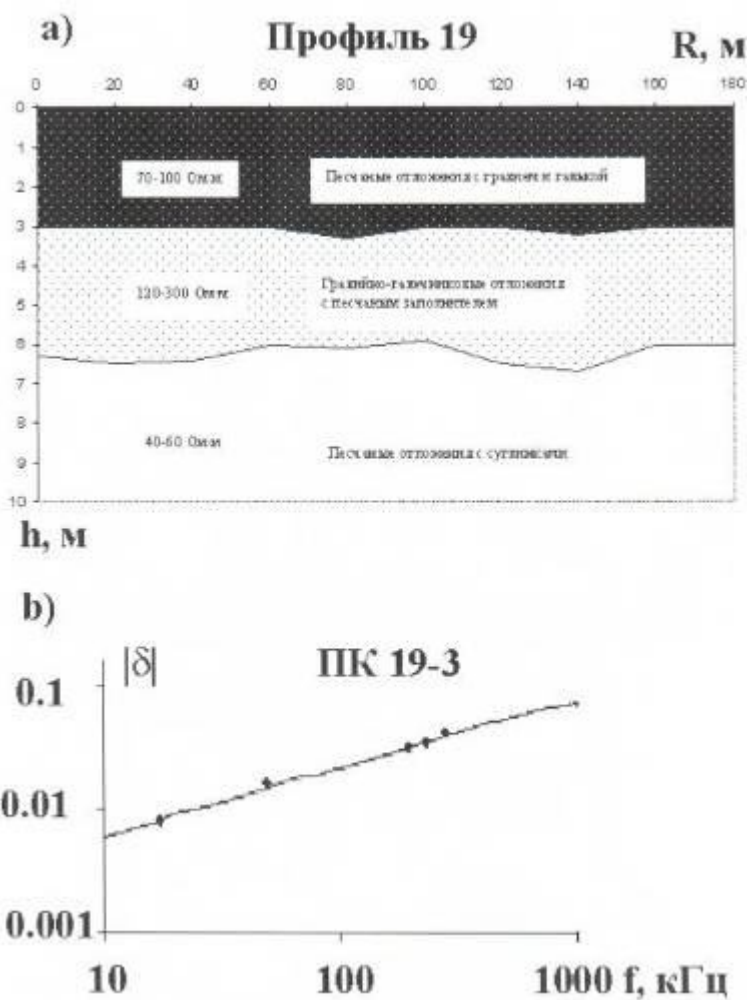 a)
Профиль 19
R, м
0 20 40 60 80 100 120 140 160 180
0
1
2
3
4
5
6
7
8
9
10
70-100 Омм
Песчаные отложения с гравием и галькой
120-300 Омм
Гравийно-галечниковые отложения
с песчаным заполнителем
40-60 Омм
Песчаные отложения с суглинками
h, м
b)
|δ|
ПК 19-3
0.1
0.01
0.001
10 100 1000 f, кГц